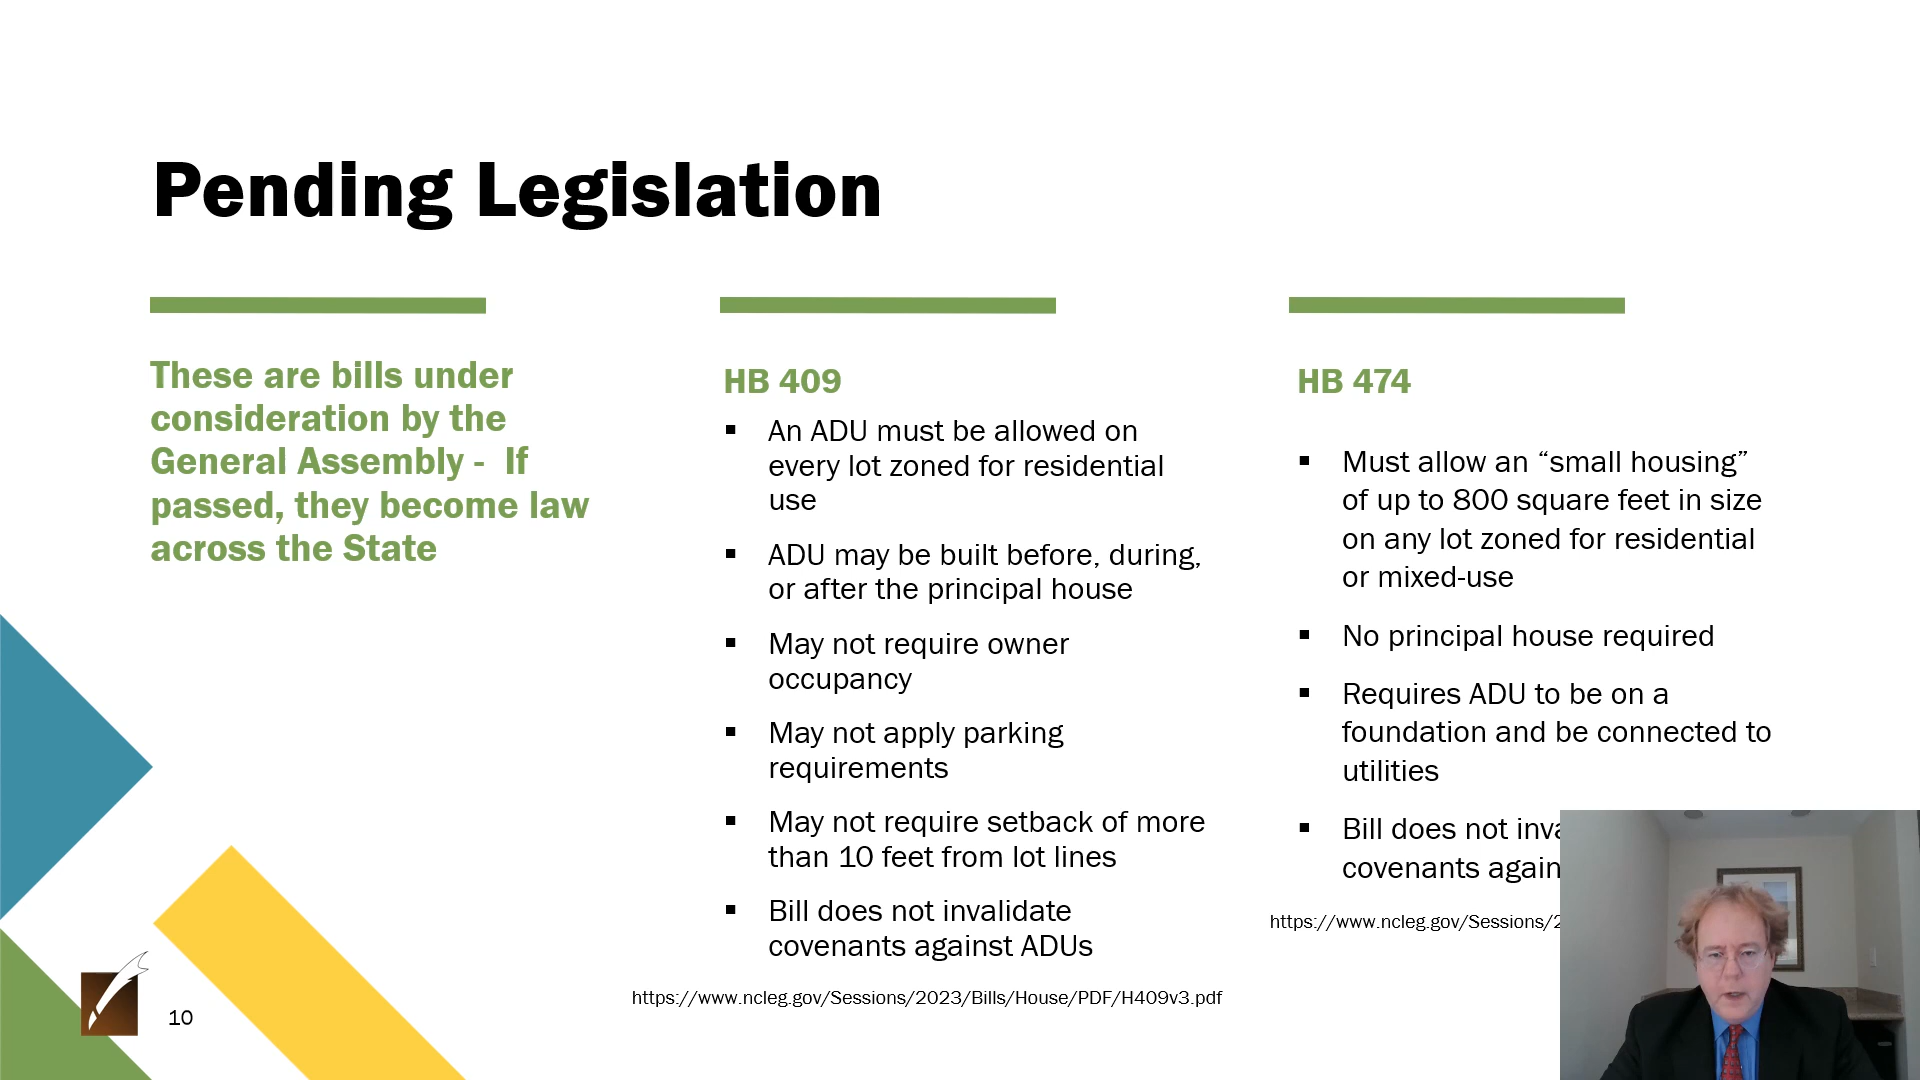 Pending Legislation
These are bills under
consideration by the
General Assembly - If
passed, they become law
across the State
HB 409
▪ An ADU must be allowed on
every lot zoned for residential
use
▪ ADU may be built before, during,
or after the principal house
▪ May not require owner
occupancy
▪ May not apply parking
requirements
▪ May not require setback of more
than 10 feet from lot lines
▪ Bill does not invalidate
covenants against ADUs
https://www.ncleg.gov/Sessions/2023/Bills/House/PDF/H409v3.pdf
HB 474
▪ Must allow an “small housing”
of up to 800 square feet in size
on any lot zoned for residential
or mixed-use
▪ No principal house required
▪ Requires ADU to be on a
foundation and be connected to
utilities
▪ Bill does not
covenants
https://www.ncleg.gov/Sessions/2
10